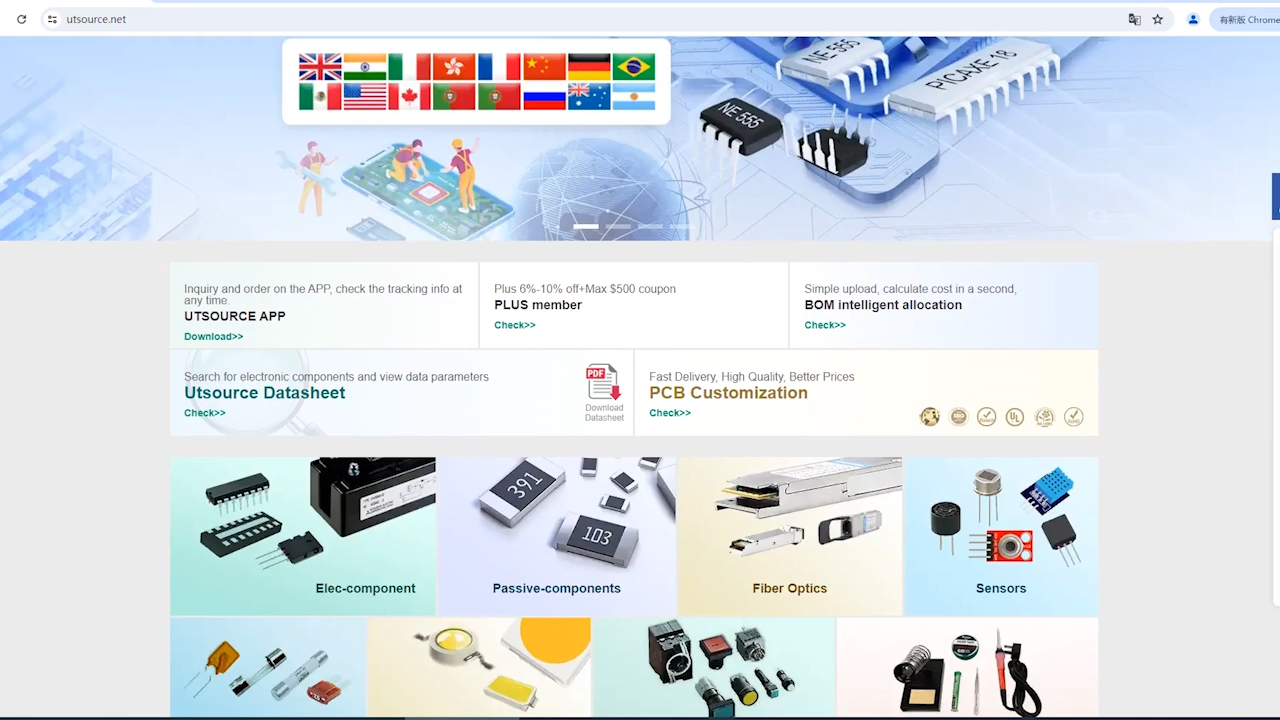 utsource.net
有新版 Chrome
NE 555
PICAXE-18
NE 555
Inquiry and order on the APP, check the tracking info at
any time.
UTSOURCE APP
Download>>
Plus 6%-10% off+Max $500 coupon
PLUS member
Check>>
Simple upload, calculate cost in a second,
BOM intelligent allocation
Check>>
Search for electronic components and view data parameters
Utsource Datasheet
Check>>
PDF
Download
Datasheet
Fast Delivery, High Quality, Better Prices
PCB Customization
Check>>
UL
391
103
Elec-component
Passive-components
Fiber Optics
Sensors